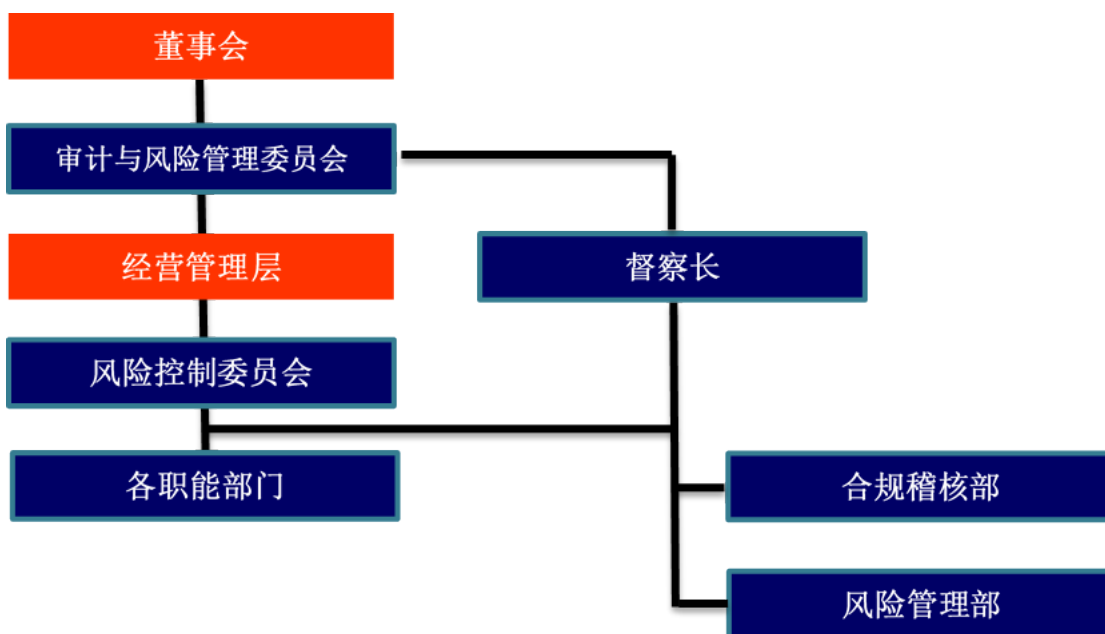 董事会
审计与风险管理委员会
经营管理层
督察长
风险控制委员会
各职能部门
合规稽核部
风险管理部